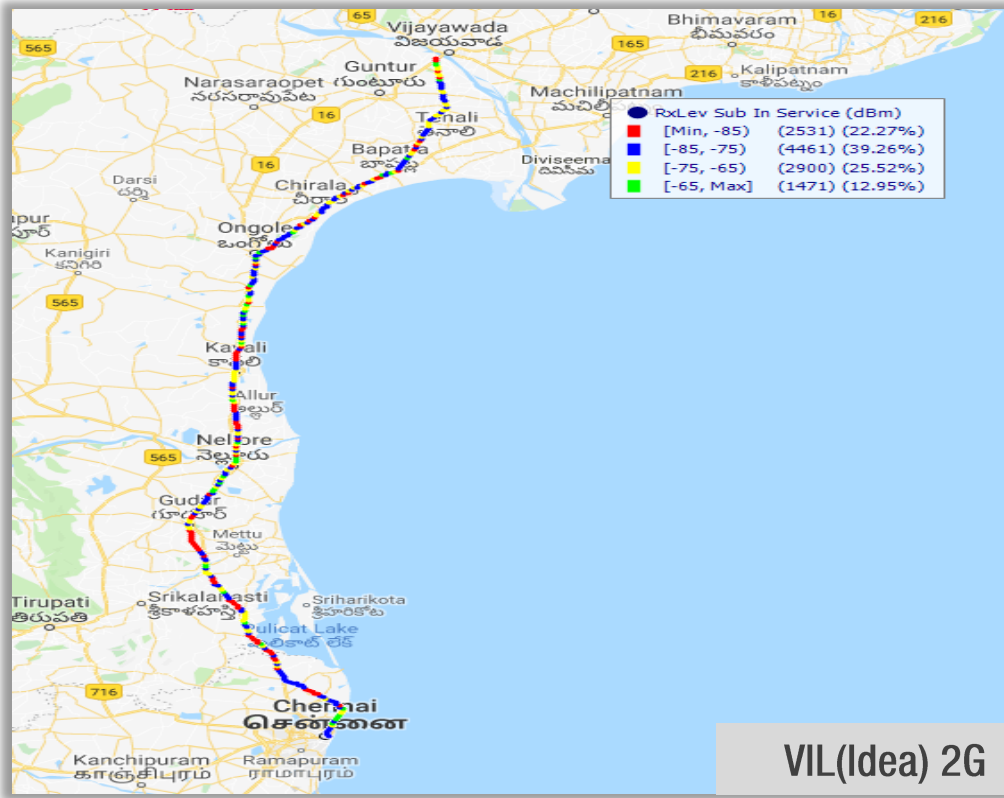 65
16
216
Vijayawada
విజయవాడ
Bhimavaram
భీమవరం
565
165
Guntur
గుంటూరు
216
Kalipatnam
కాళీపట్నం
Narasaraopet
నరసరావుపేట
Machilipatnam
16
Tenali
RxLev Sub In Service (dBm)
[Min, -85) (2531) (22.27%)
[-85, -75) (4461) (39.26%)
[-75, -65) (2900) (25.52%)
[-65, Max] (1471) (12.95%)
Bapatla
16
Diviseema
దివిసీమ
Darsi
దర్శి
Chirala
Ongole
Kanigiri
కనిగిరి
565
Kavali
Allur
Nellore
565
Gudur
Mettu
మెట్టు
Tirupati
తిరుపతి
Srikalahasti
Sriharikota
శ్రీహరికోట
Pulicat Lake
716
Chennai
சென்னை
Kanchipuram
காஞ்சிபுரம்
Ramapuram
ராமாபுரம்
VIL(Idea) 2G